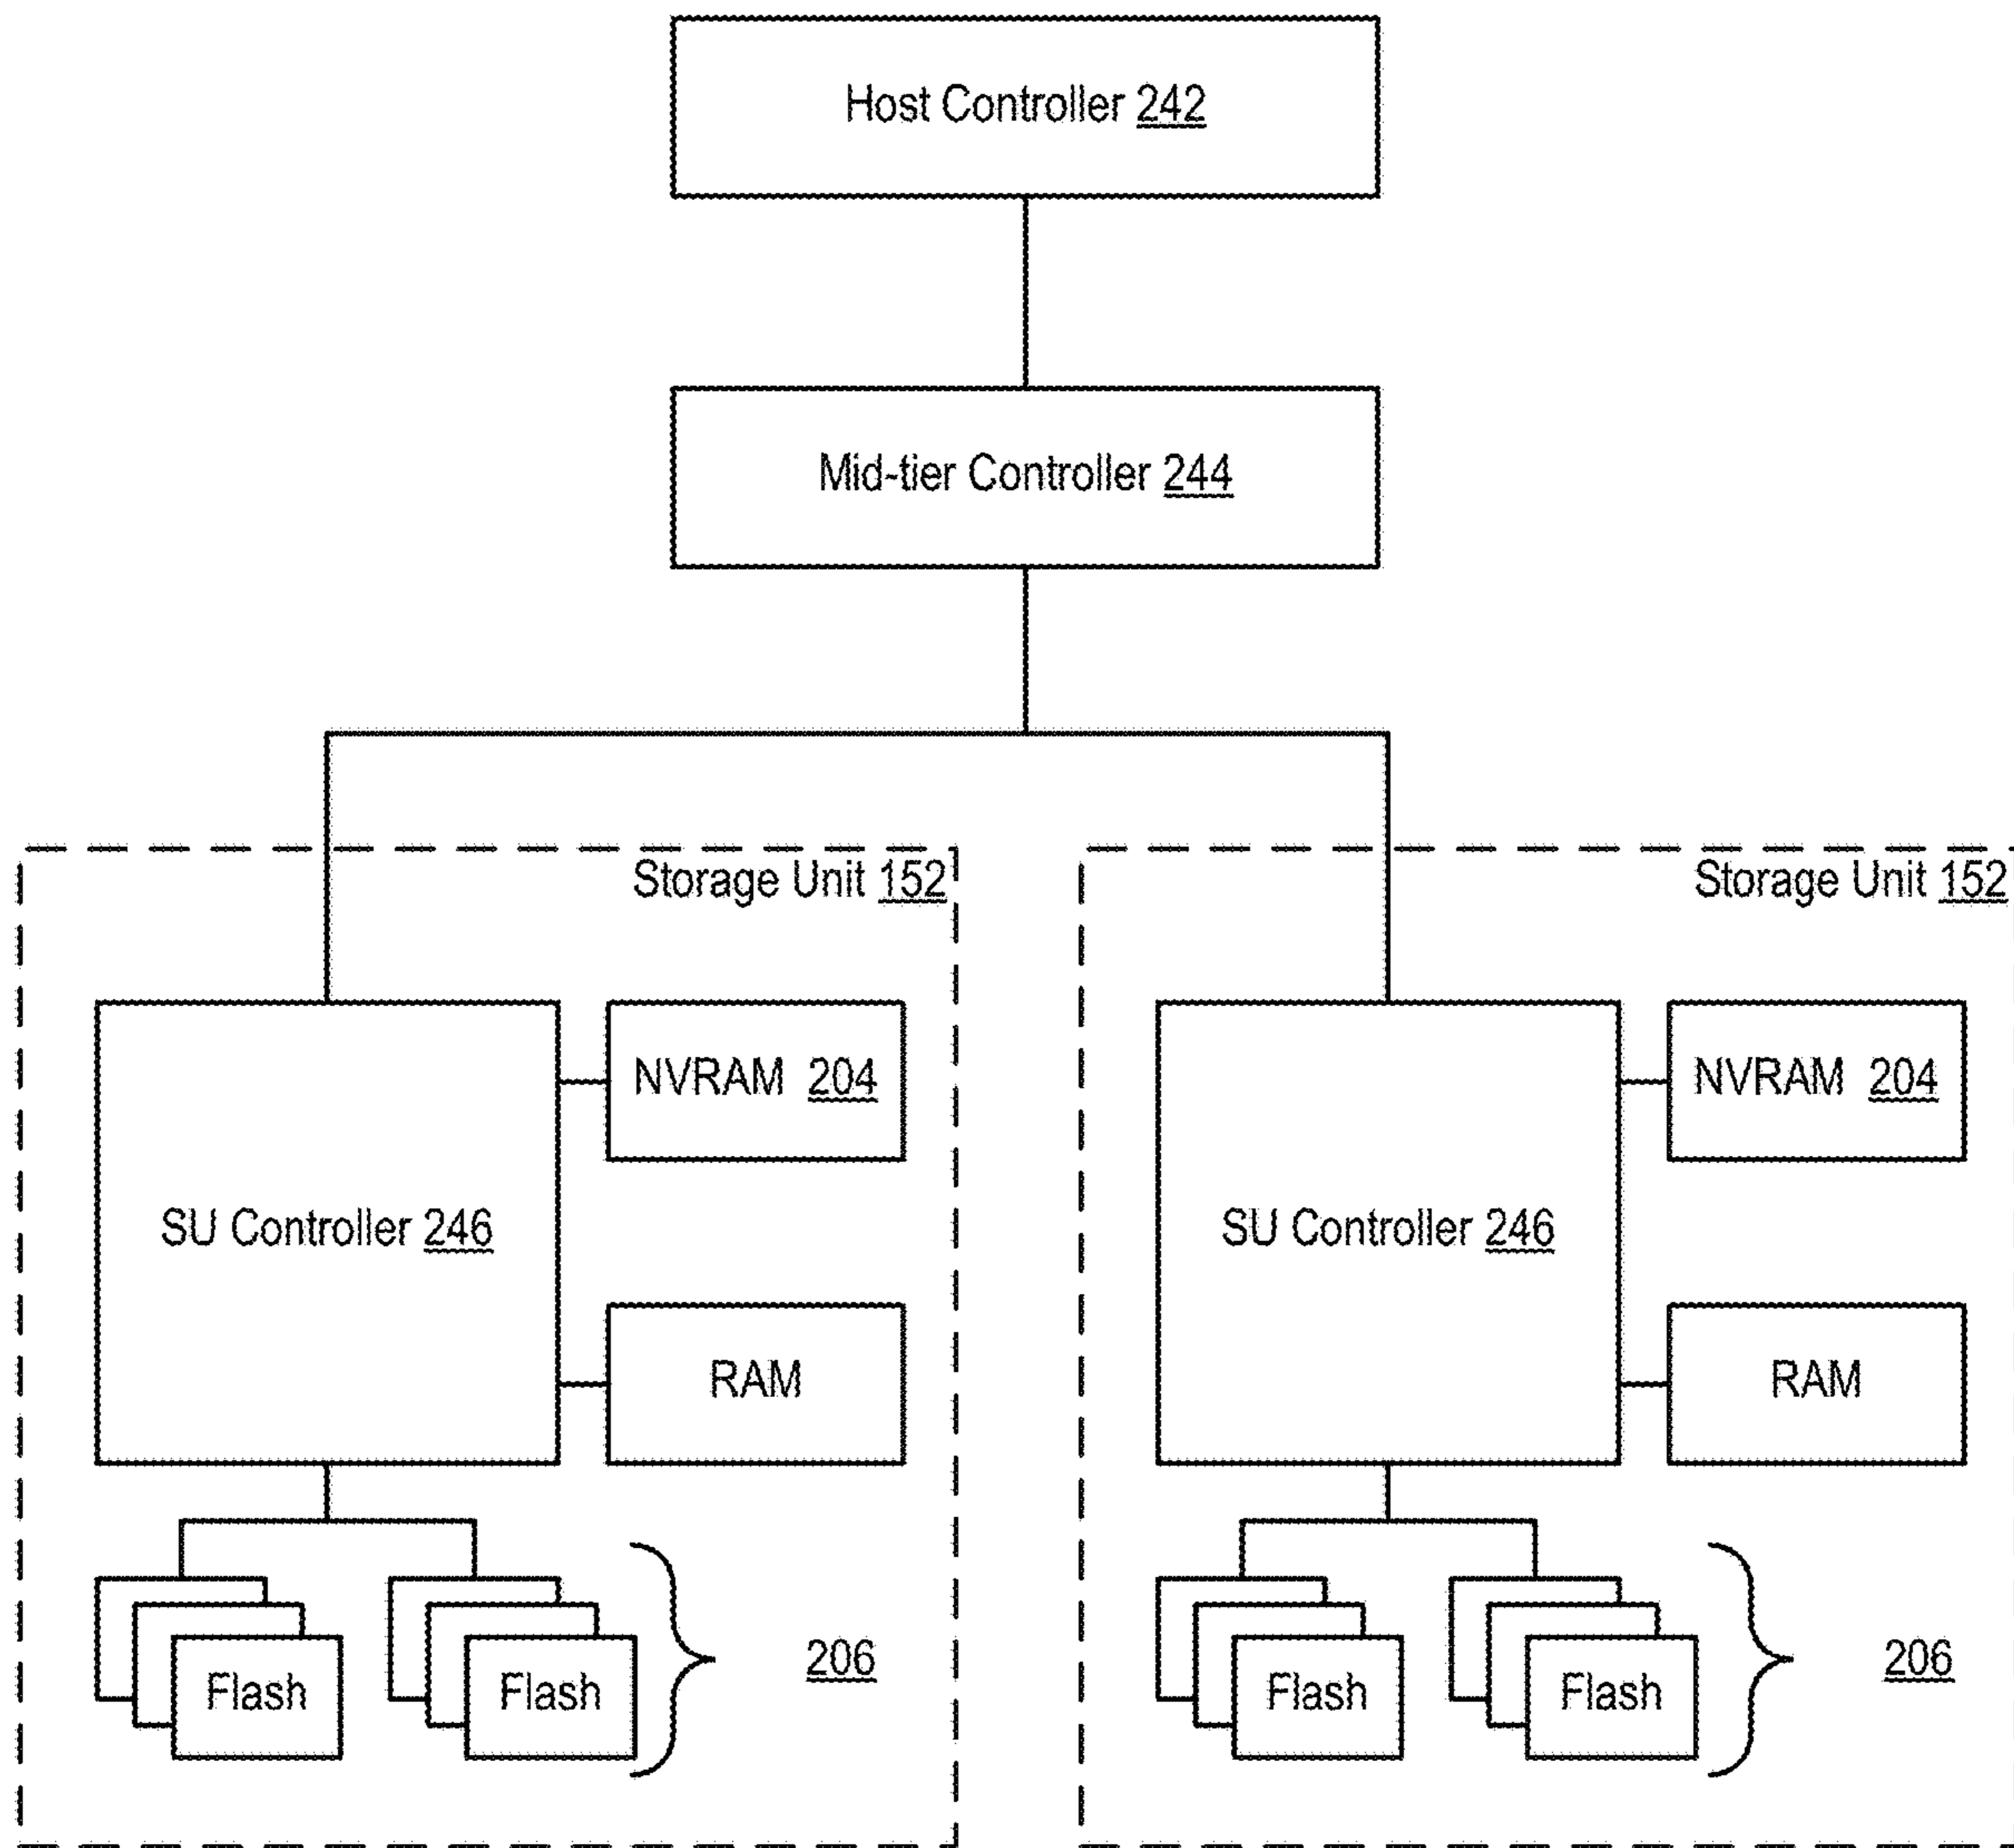 Host Controller 242
Mid-tier Controller 244
Storage Unit 152
SU Controller 246
NVRAM 204
RAM
Flash
Flash
206
Storage Unit 152
SU Controller 246
NVRAM 204
RAM
Flash
Flash
206